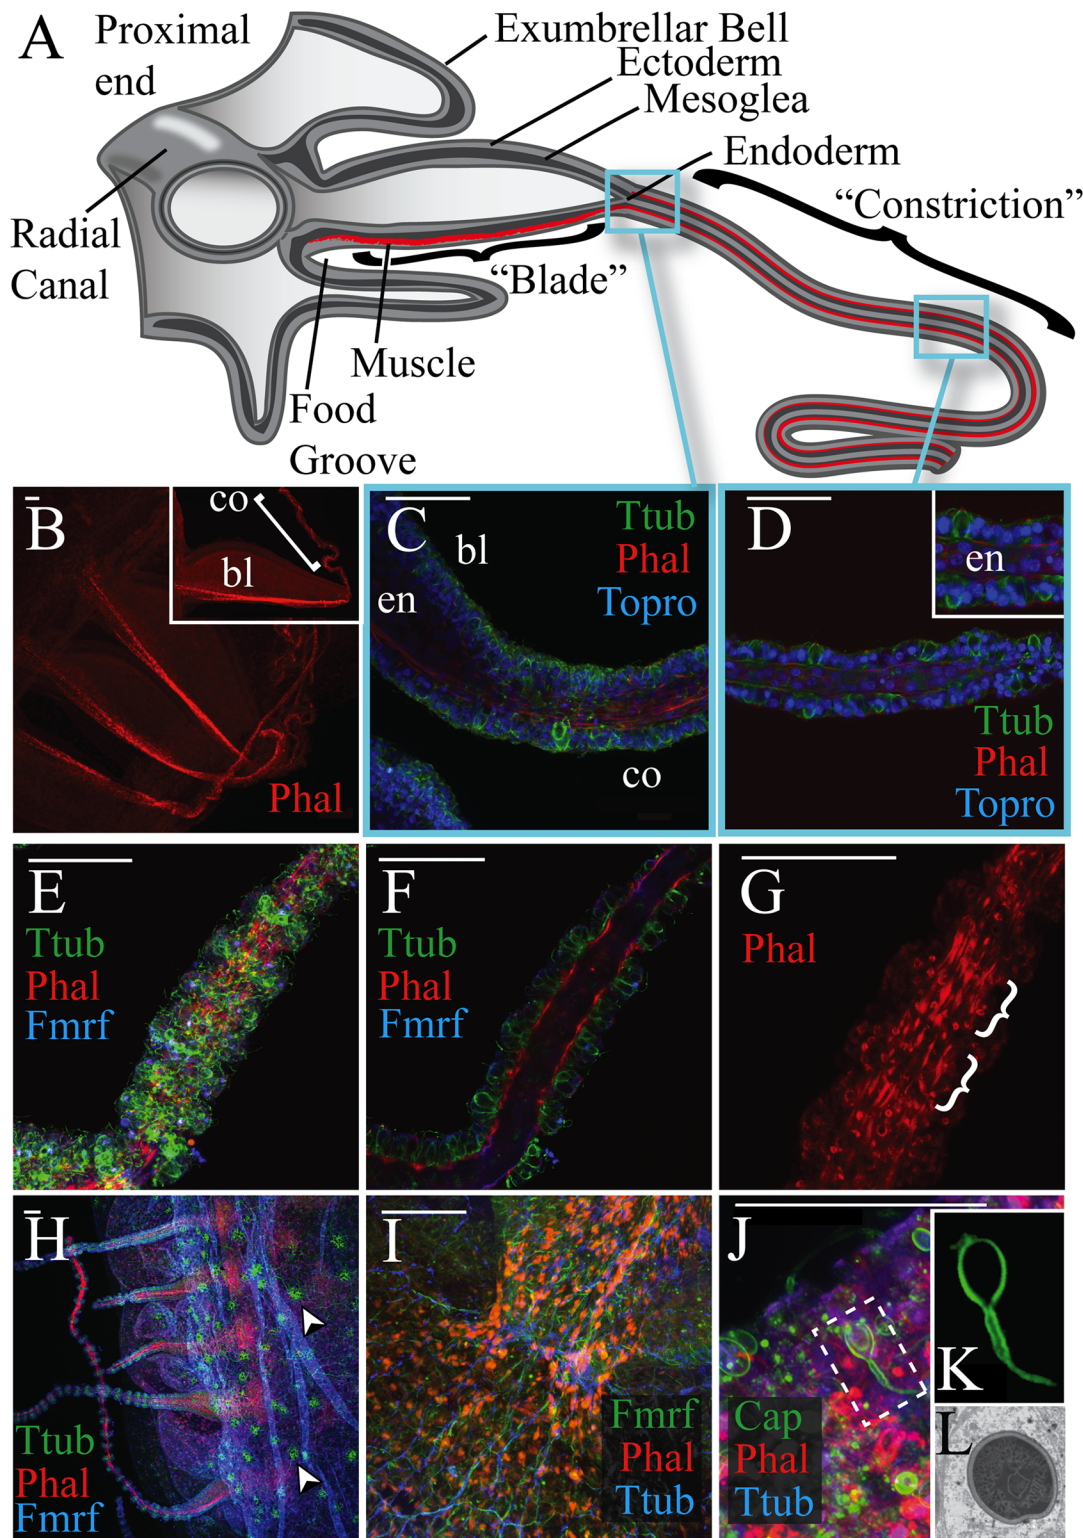 A
Proximal
end
Exumbrellar Bell
Ectoderm
Mesoglea
Endoderm
“Constriction”
Radial
Canal
“Blade”
Muscle
Food
Groove
B
co
bl
Phal
C
bl
en
Ttub
Phal
Topro
co
D
en
Ttub
Phal
Topro
E
Ttub
Phal
Fmrf
F
Ttub
Phal
Fmrf
G
Phal
H
Ttub
Phal
Fmrf
I
Fmrf
Phal
Ttub
J
Cap
Phal
Ttub
K
L